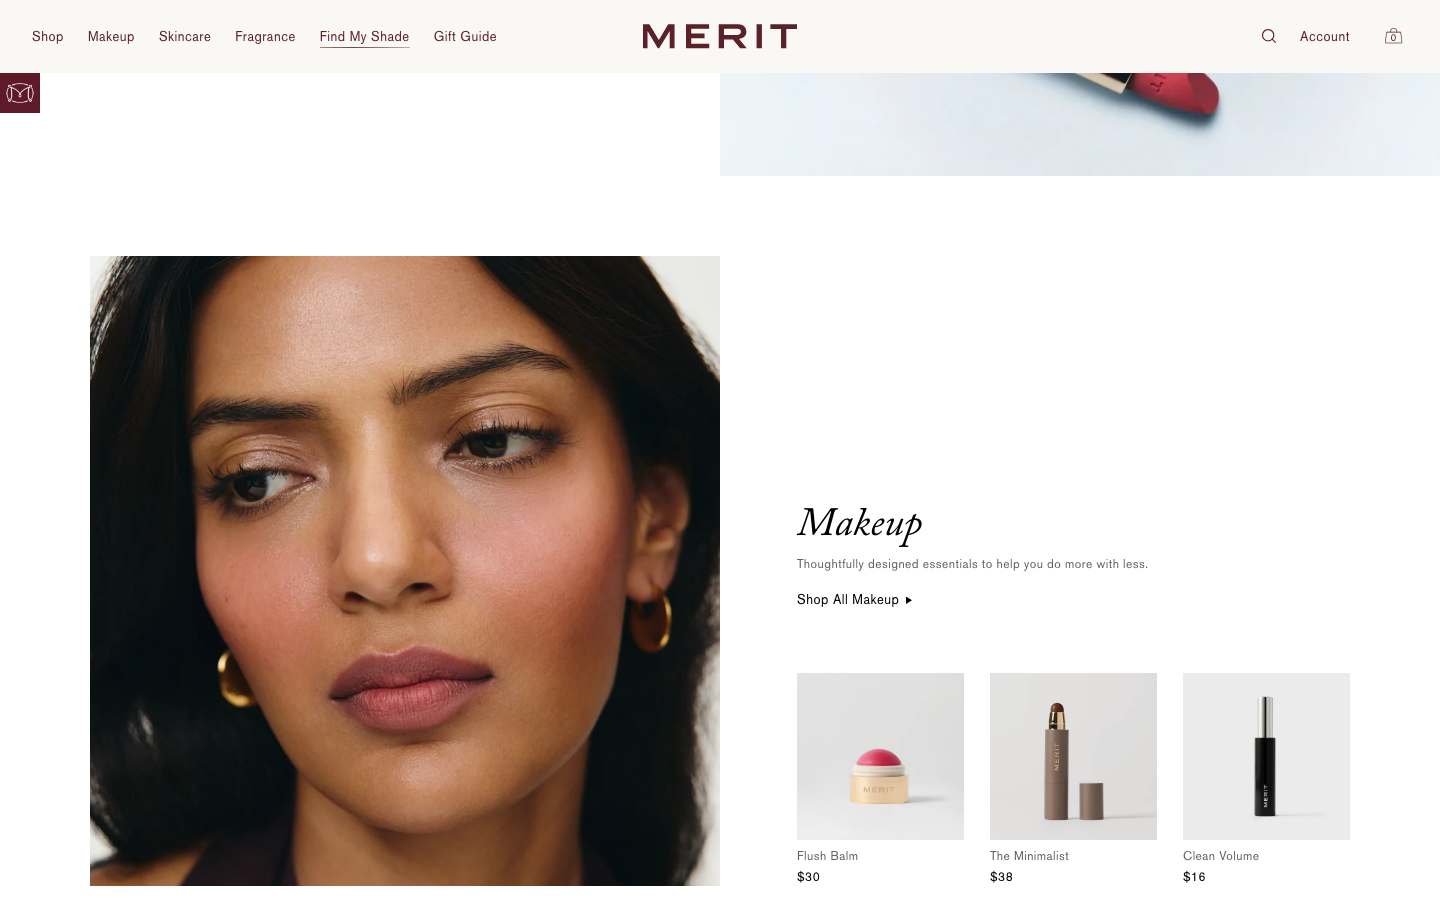 Shop Makeup Skincare Fragrance Find My Shade Gift Guide
MERIT
Account
0
Makeup
Thoughtfully designed essentials to help you do more with less.
Shop All Makeup
MERIT
MERIT
MERIT
Flush Balm
$30
The Minimalist
$38
Clean Volume
$16